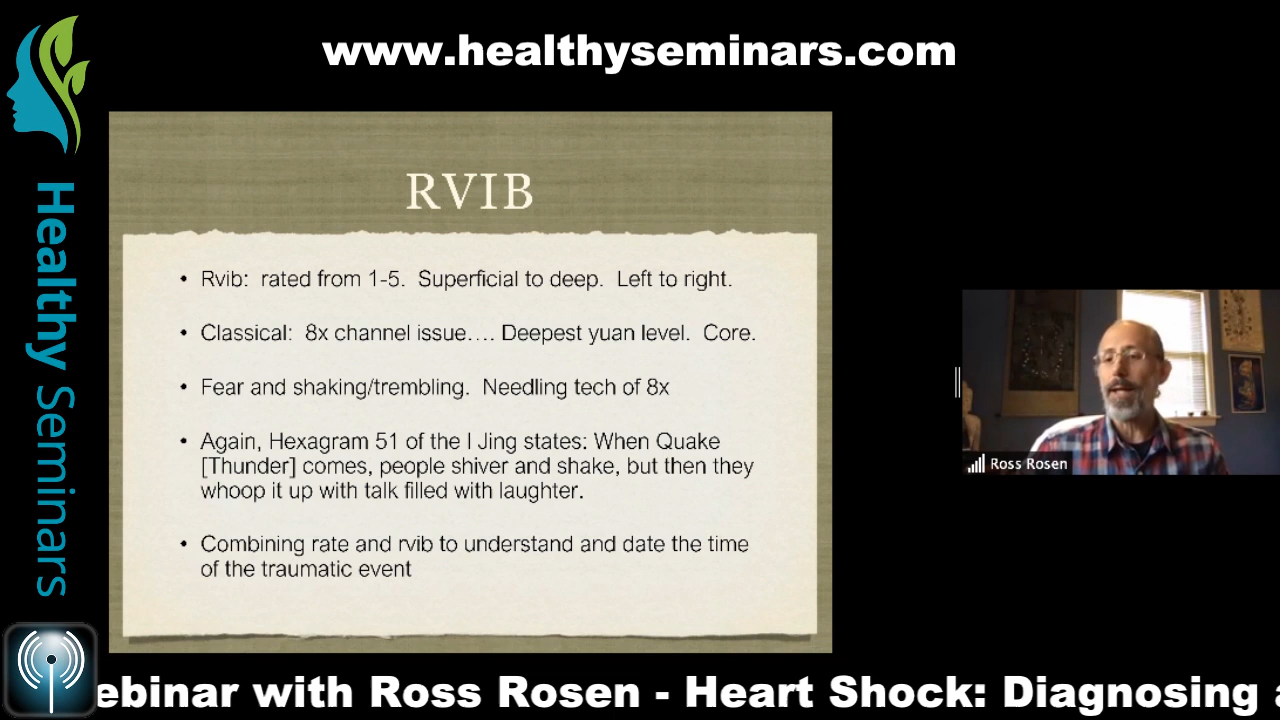 www.healthyseminars.com
Healthy Seminars
RVIB
• Rvib: rated from 1-5. Superficial to deep. Left to right.
• Classical: 8x channel issue…. Deepest yuan level. Core.
• Fear and shaking/trembling. Needling tech of 8x
• Again, Hexagram 51 of the I Jing states: When Quake
[Thunder] comes, people shiver and shake, but then they
whoop it up with talk filled with laughter.
• Combining rate and rvib to understand and date the time
of the traumatic event
Ross Rosen
ebinar with Ross Rosen - Heart Shock: Diagnosing